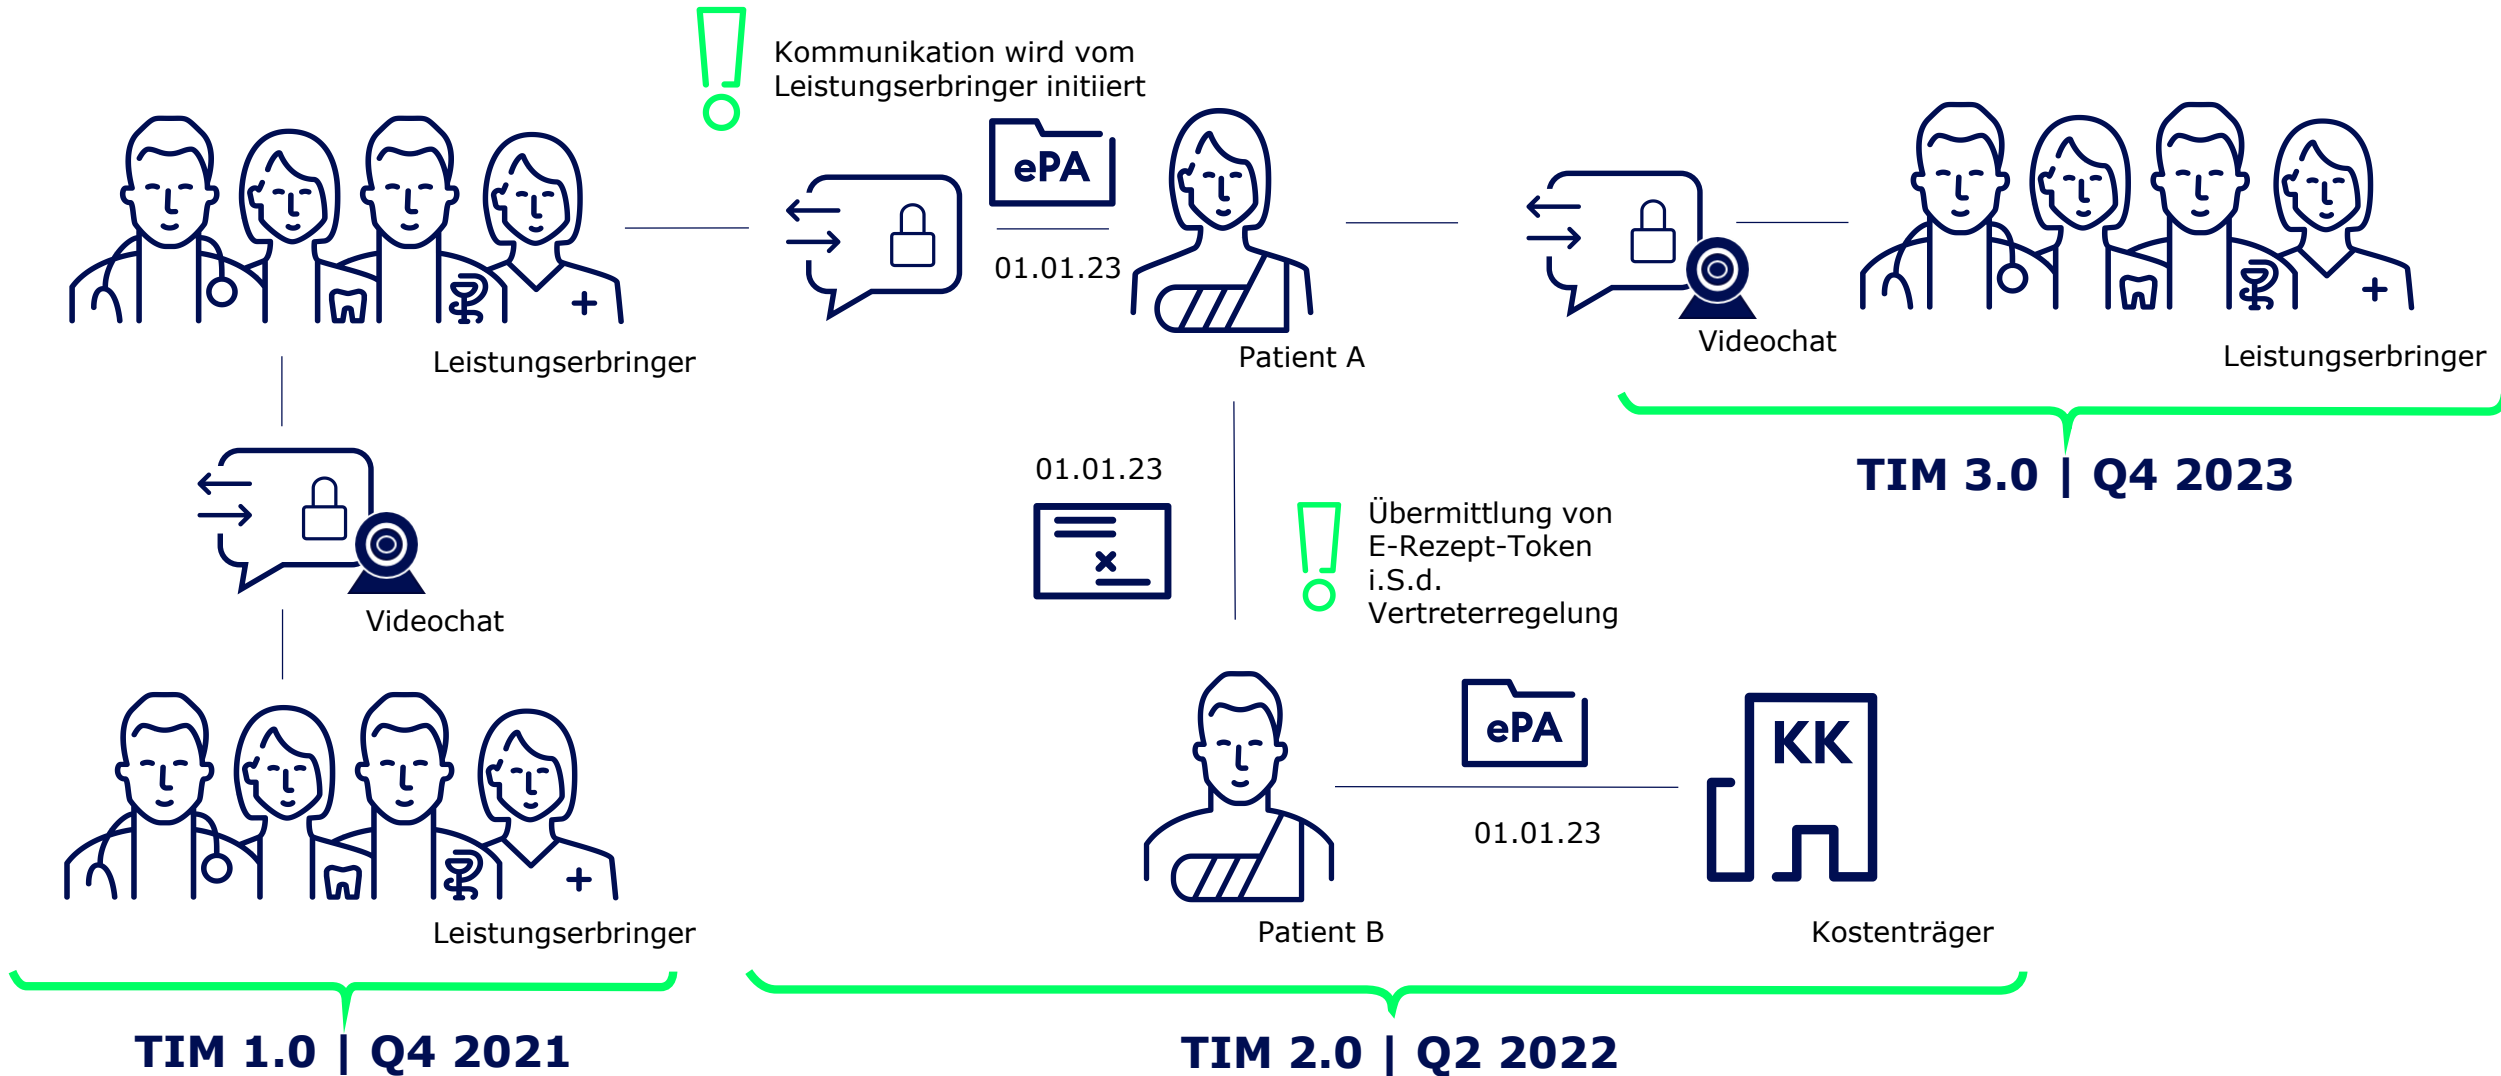 Kommunikation wird vom
Leistungserbringer initiiert
ePA
01.01.23
Leistungserbringer
Patient A
Videochat
Leistungserbringer
TIM 3.0 | Q4 2023
01.01.23
Übermittlung von
E-Rezept-Token
i.S.d.
Vertreterregelung
Videochat
ePA
KK
01.01.23
Leistungserbringer
Patient B
Kostenträger
TIM 1.0 | Q4 2021
TIM 2.0 | Q2 2022